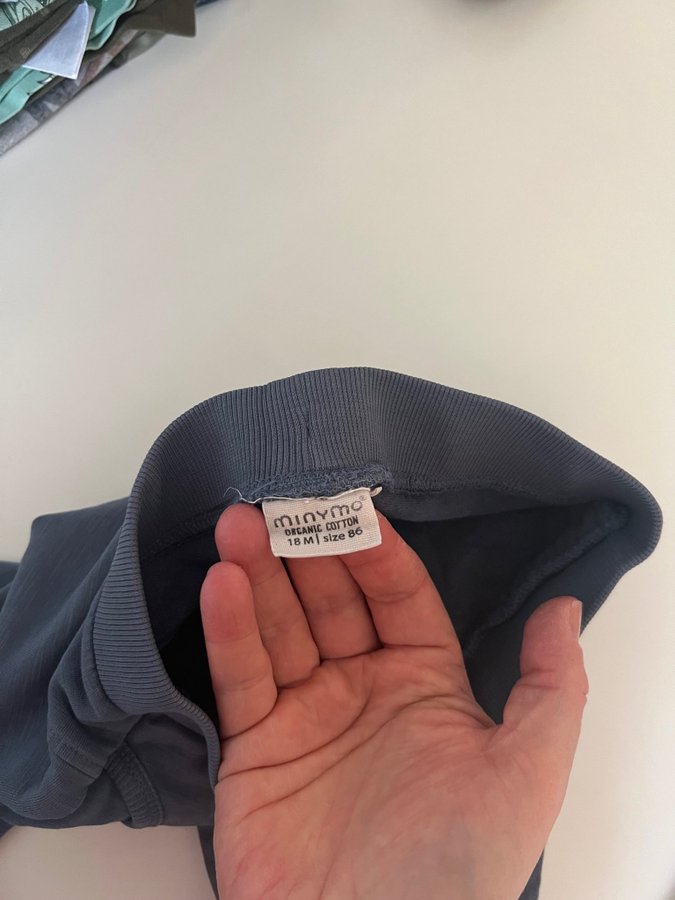 minymo®
ORGANIC COTTON
18 M | size 86